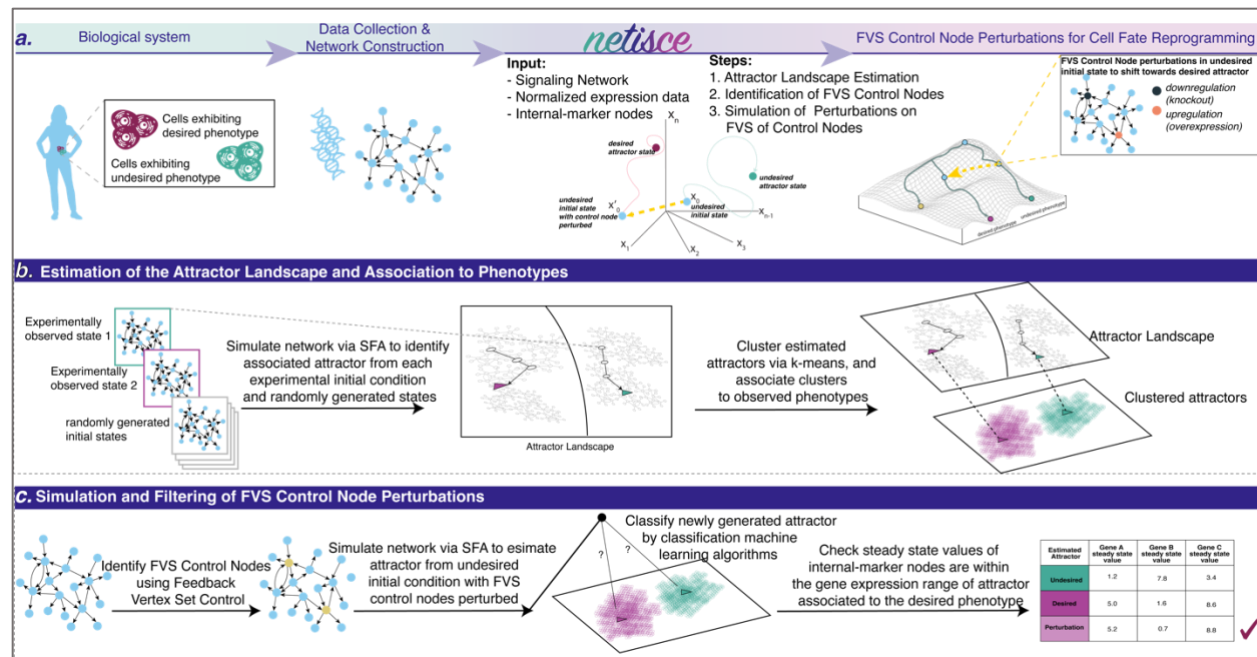 a.
Biological system
Data Collection &
Network Construction
netisce
FVS Control Node Perturbations for Cell Fate Reprogramming
Cells exhibiting
desired phenotype
Cells exhibiting
undesired phenotype
Input:
- Signaling Network
- Normalized expression data
- Internal-marker nodes
Steps:
1. Attractor Landscape Estimation
2. Identification of FVS Control Nodes
3. Simulation of Perturbations on
FVS of Control Nodes
Xn
desired
attractor state
undesired
attractor state
undesired
initial state
with control node
perturbed
X'0
X0
undesired
initial state
Xn-1
X1
X2
X3
FVS Control Node perturbations in undesired
initial state to shift towards desired attractor
downregulation
(knockout)
upregulation
(overexpression)
desired phenotype
undesired phenotype
b. Estimation of the Attractor Landscape and Association to Phenotypes
Experimentally
observed state 1
Experimentally
observed state 2
randomly generated
initial states
Simulate network via SFA to identify
associated attractor from each
experimental initial condition
and randomly generated states
Attractor Landscape
Cluster estimated
attractors via k-means, and
associate clusters
to observed phenotypes
Attractor Landscape
Clustered attractors
c. Simulation and Filtering of FVS Control Node Perturbations
Identify FVS Control Nodes
using Feedback
Vertex Set Control
Simulate network via SFA to esimate
attractor from undesired
initial condition with FVS
control nodes perturbed
? ?
Classify newly generated attractor
by classification machine
learning algorithms
Check steady state values of
internal-marker nodes are within
the gene expression range of attractor
associated to the desired phenotype
Estimated Attractor Gene A steady state value Gene B steady state value Gene C steady state value
Undesired 1.2 7.8 3.4
Desired 5.0 1.6 8.6
Perturbation 5.2 0.7 8.8